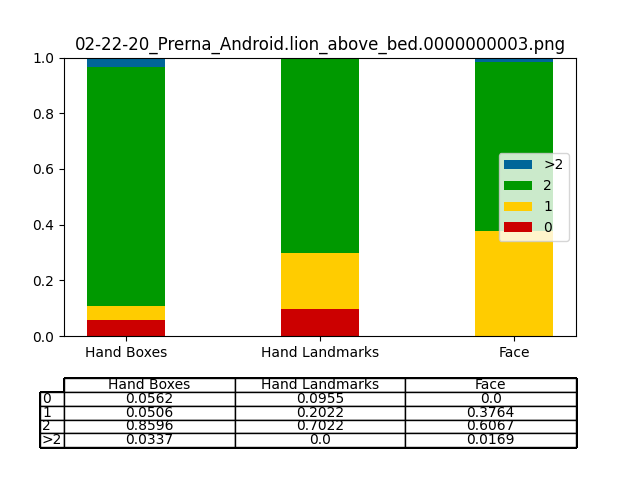 02-22-20_Prerna_Android.lion_above_bed.0000000003.png
1.0
0.8
0.6
0.4
0.2
0.0
>2
2
1
0
Hand Boxes Hand Landmarks Face
Hand Boxes Hand Landmarks Face
0 0.0562 0.0955 0.0
1 0.0506 0.2022 0.3764
2 0.8596 0.7022 0.6067
>2 0.0337 0.0 0.0169